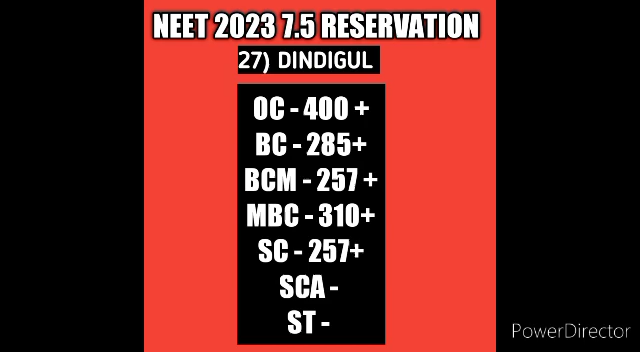 NEET 2023 7.5 RESERVATION
27) DINDIGUL
OC - 400 +
BC - 285+
BCM - 257 +
MBC - 310+
SC - 257+
SCA -
ST -
PowerDirector